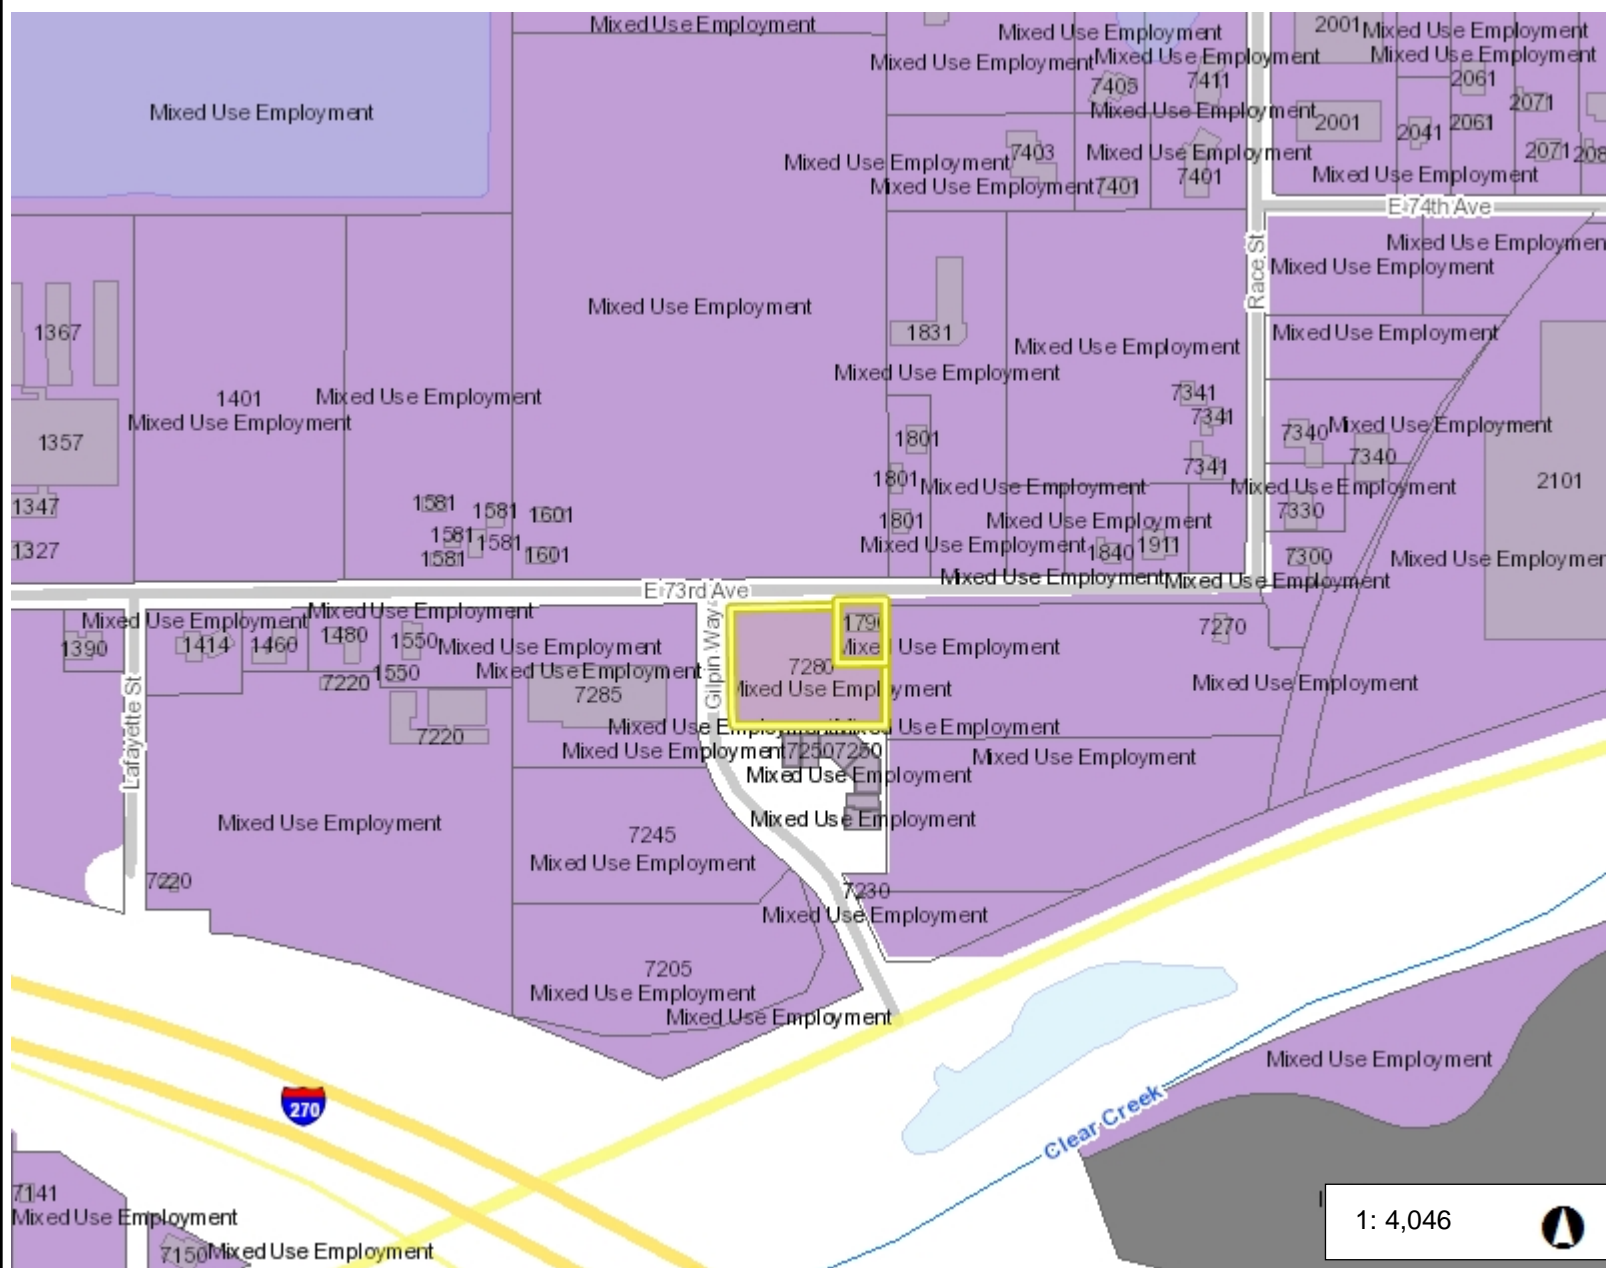 Mixed Use Employment
Mixed Use Employment
2001
Mixed Use Employment
Mixed Use Employment
Mixed Use Employment
Mixed Use Employment
Mixed Use Employment
7405
7411
2061
2071
Mixed Use Employment
Mixed Use Employment
2001
2041
2061
7403
Mixed Use Employment
Mixed Use Employment
7401
Mixed Use Employment
7401
2071
208
Mixed Use Employment
E 74th Ave
Race St
Mixed Use Employmen
Mixed Use Employment
Mixed Use Employment
1367
1831
Mixed Use Employment
Mixed Use Employment
Mixed Use Employment
1401
Mixed Use Employment
Mixed Use Employment
7341
7341
7341
1357
1801
1801
1801
7340
Mixed Use Employment
7340
Mixed Use Employment
Mixed Use Employment
2101
1347
1581
1581
1601
1581
1581
1581
1601
1327
Mixed Use Employment
7330
Mixed Use Employment
1840
1911
7300
Mixed Use Employmen
Mixed Use Employment
Mixed Use Employment
E 73rd Ave
Mixed Use Employment
Mixed Use Employment
1390
1414
1460
1480
1550
Mixed Use Employment
1550
Mixed Use Employment
7220
7285
Gilpin Way
Lafayette St
179
Mixed Use Employment
7280
Mixed Use Employment
7270
Mixed Use Employment
7220
Mixed Use Employment
Mixed Use Employment
7250
7250
Mixed Use Employment
Mixed Use Employment
Mixed Use Employment
Mixed Use Employment
Mixed Use Employment
7245
Mixed Use Employment
7220
7230
Mixed Use Employment
7205
Mixed Use Employment
Mixed Use Employment
270
Clear Creek
Mixed Use Employment
7141
Mixed Use Employment
7150
Mixed Use Employment
1: 4,046